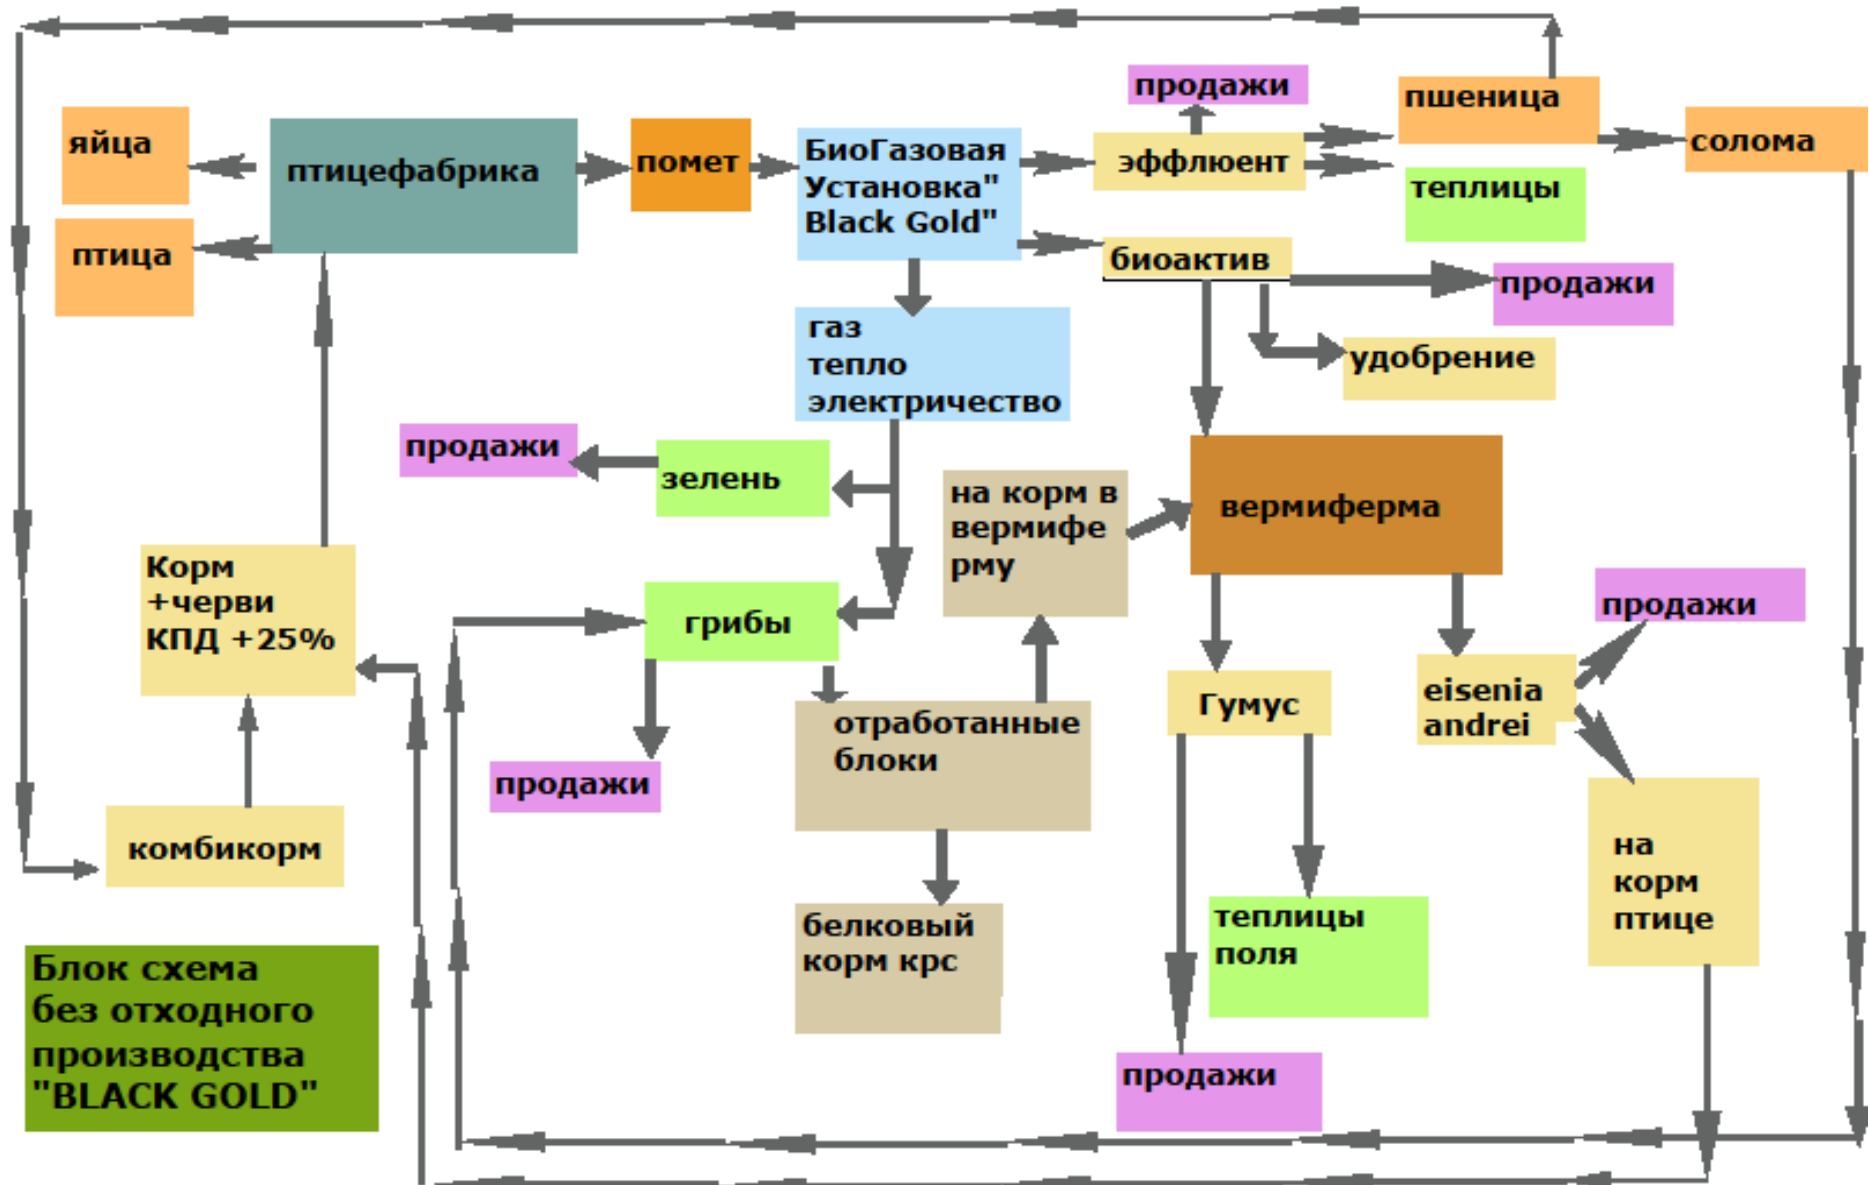 продажи
пшеница
солома
яйца
птицефабрика
помет
БиоГазовая
Установка"
Black Gold"
эффлюент
теплицы
птица
биоактив
продажи
газ
тепло
электричество
удобрение
продажи
зелень
на корм в
вермифе
рму
вермиферма
Корм
+черви
КПД +25%
грибы
продажи
eisenia
andrei
Гумус
отработанные
блоки
продажи
комбикорм
на
корм
птице
белковый
корм крс
теплицы
поля
Блок схема
без отходного
производства
"BLACK GOLD"
продажи